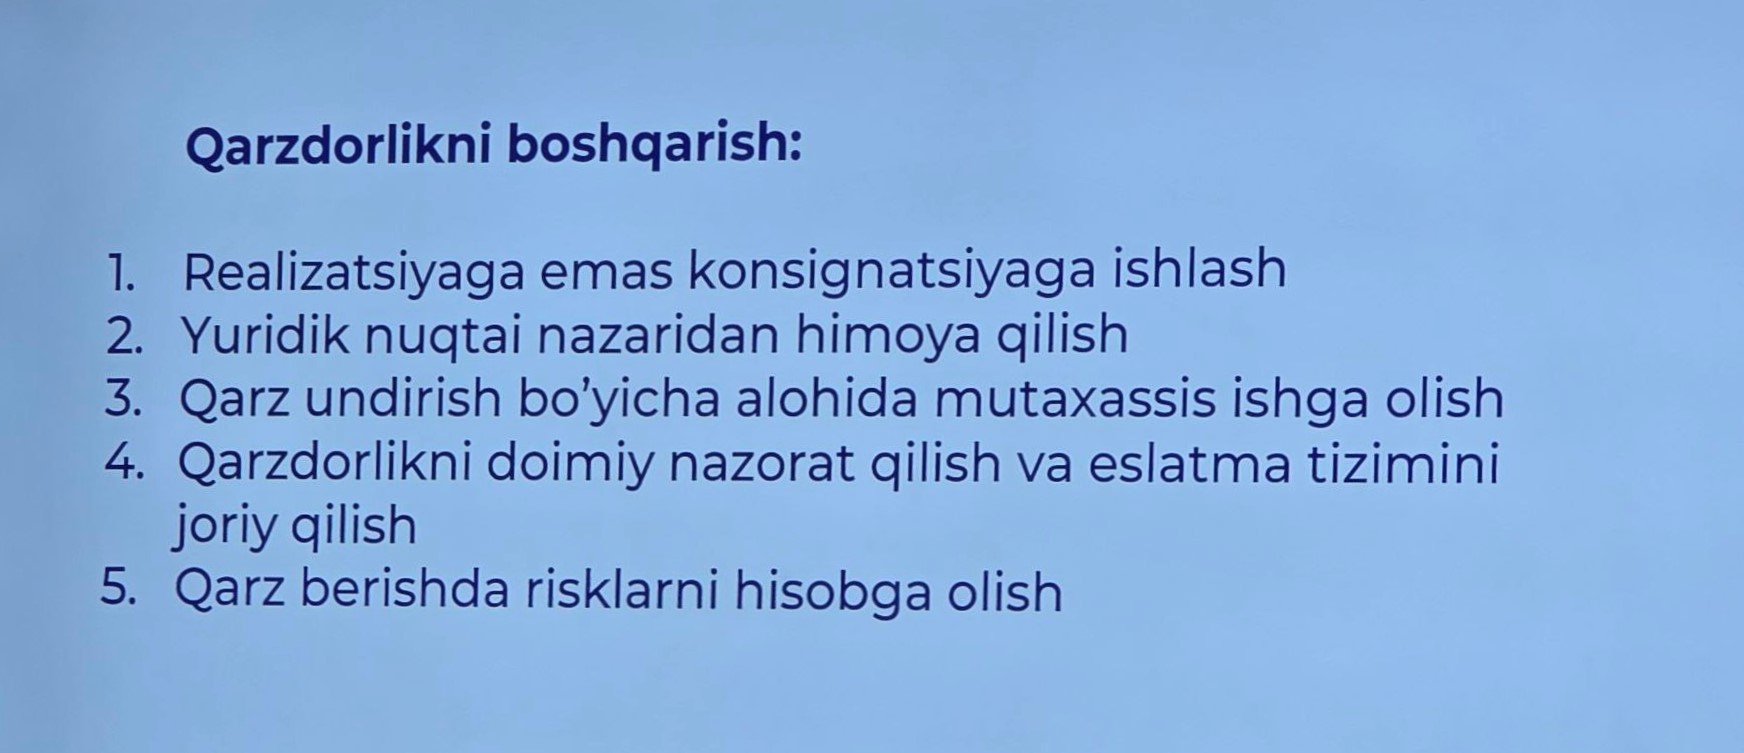 Qarzdorlikni boshqarish:
1. Realizatsiyaga emas konsignatsiyaga ishlash
2. Yuridik nuqtai nazaridan himoya qilish
3. Qarz undirish bo’yicha alohida mutaxassis ishga olish
4. Qarzdorlikni doimiy nazorat qilish va eslatma tizimini
joriy qilish
5. Qarz berishda risklarni hisobga olish